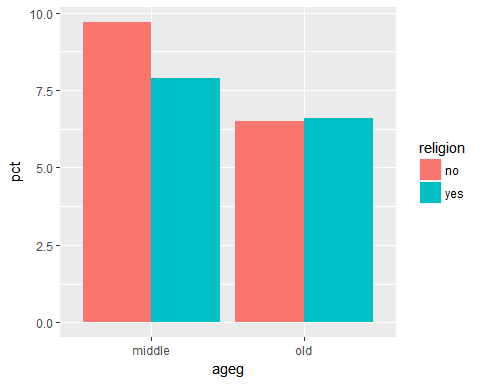 10.0
7.5
5.0
2.5
0.0
pct
middle old
ageg
religion
no
yes